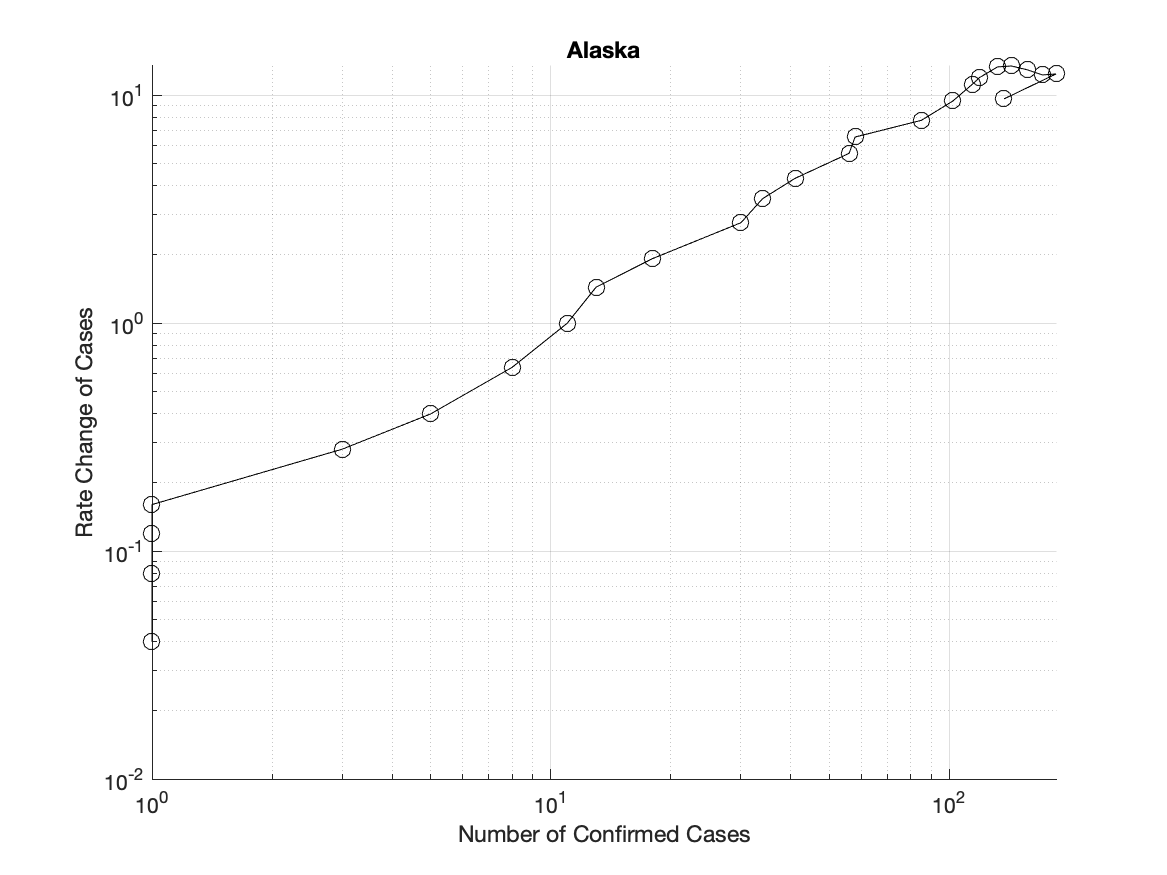 Alaska
10^1
10^0
10^-1
10^-2
Rate Change of Cases
10^0 10^1 10^2
Number of Confirmed Cases